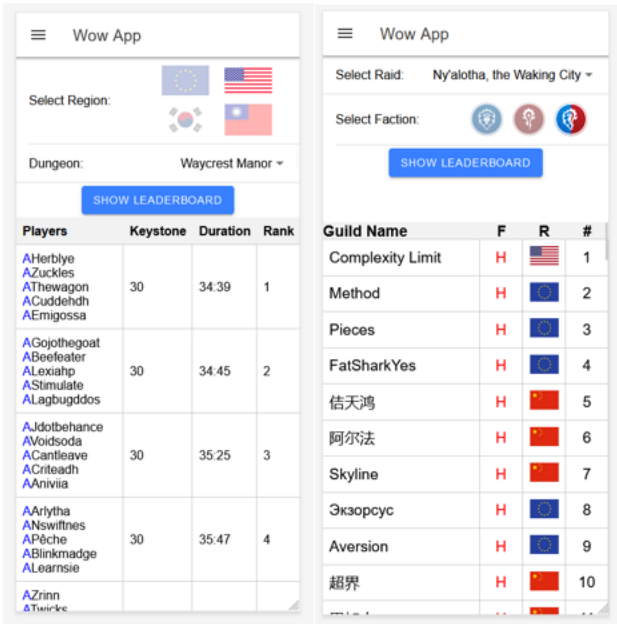 Wow App
Select Region:
Dungeon: Waycrest Manor
SHOW LEADERBOARD
Players Keystone Duration Rank
AHerblye
AZuckles
AThewagon
ACuddehdh
AEmigossa
30 34:39 1
AGojothegoat
ABeefeater
ALexiahp
AStimulate
ALagbugddos
30 34:45 2
AJdotbehance
AVoidsoda
ACantleave
ACriteadh
AAniviia
30 35:25 3
AArlytha
ANswiftnes
APêche
ABlinkmadge
ALearnsie
30 35:47 4
AZrinn
ATwicks
Wow App
Select Raid: Ny'alotha, the Waking City
Select Faction:
SHOW LEADERBOARD
Guild Name F R #
Complexity Limit H 1
Method H 2
Pieces H 3
FatSharkYes H 4
佶天鸿 H 5
阿尔法 H 6
Skyline H 7
Экзорсус H 8
Aversion H 9
超界 H 10